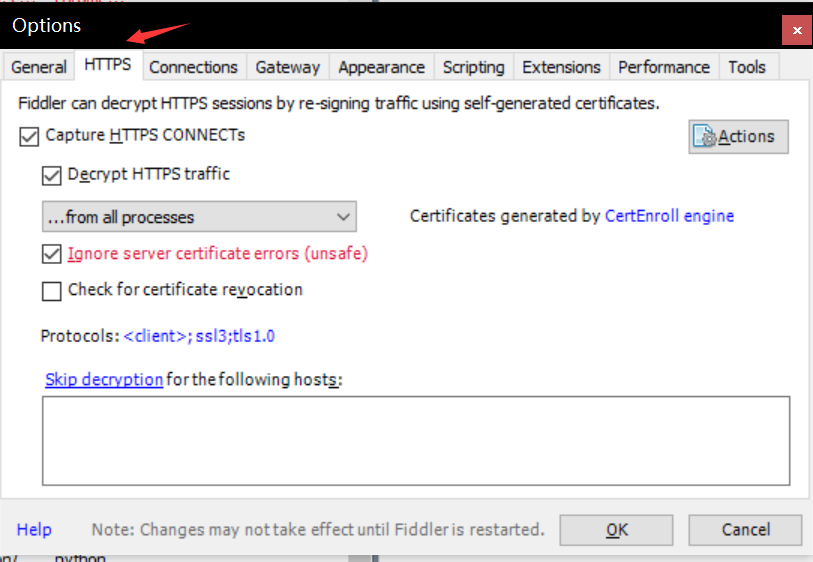 Options
General HTTPS Connections Gateway Appearance Scripting Extensions Performance Tools
Fiddler can decrypt HTTPS sessions by re-signing traffic using self-generated certificates.
Capture HTTPS CONNECTs
Actions
Decrypt HTTPS traffic
...from all processes
Certificates generated by CertEnroll engine
Ignore server certificate errors (unsafe)
Check for certificate revocation
Protocols: <client>; ssl3;tls1.0
Skip decryption for the following hosts:
Help Note: Changes may not take effect until Fiddler is restarted. OK Cancel
python